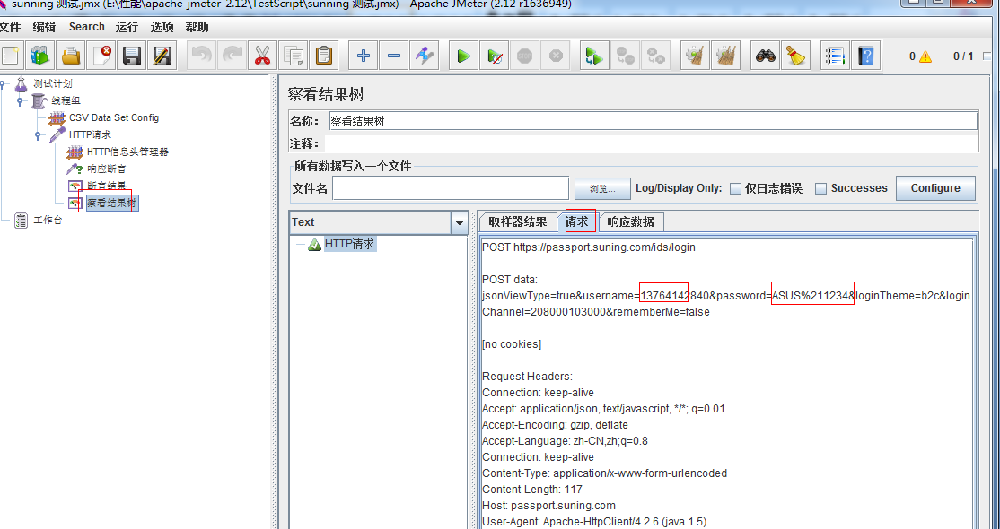 sunning 测试.jmx (E:\性能\apache-jmeter-2.12\TestScript\sunning 测试.jmx) - Apache JMeter (2.12 r1636949)
文件 编辑 Search 运行 选项 帮助
0 0 / 1
测试计划
线程组
CSV Data Set Config
HTTP请求
HTTP信息头管理器
响应断言
断言结果
察看结果树
工作台
察看结果树
名称： 察看结果树
注释：
所有数据写入一个文件
文件名 浏览... Log/Display Only: 仅日志错误 Successes Configure
Text
HTTP请求
取样器结果 请求 响应数据
POST https://passport.suning.com/ids/login
POST data:
jsonViewType=true&username=13764142840&password=ASUS%211234&loginTheme=b2c&login
Channel=208000103000&rememberMe=false
[no cookies]
Request Headers:
Connection: keep-alive
Accept: application/json, text/javascript, */*; q=0.01
Accept-Encoding: gzip, deflate
Accept-Language: zh-CN,zh;q=0.8
Connection: keep-alive
Content-Type: application/x-www-form-urlencoded
Content-Length: 117
Host: passport.suning.com
User-Agent: Apache-HttpClient/4.2.6 (java 1.5)